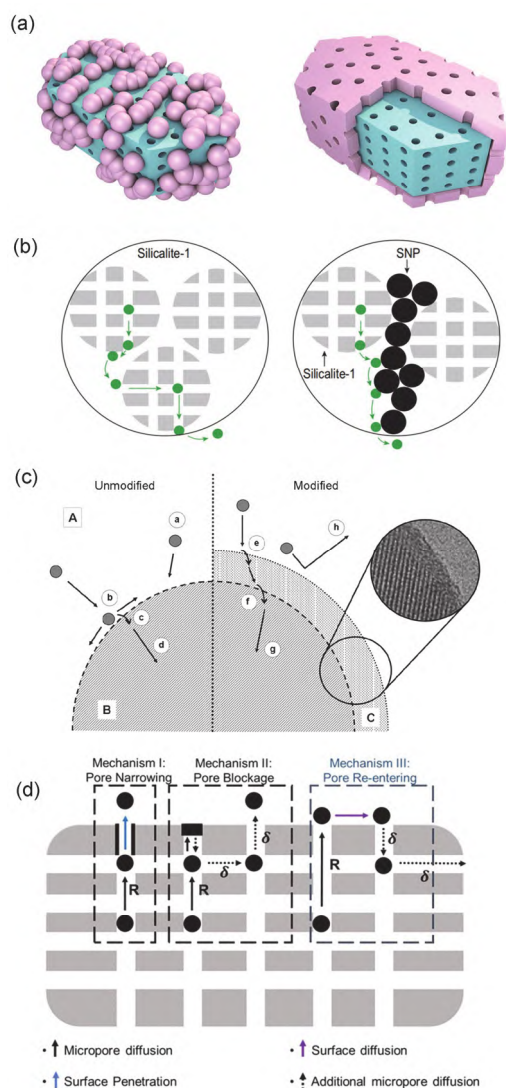 (a)
(b)
Silicalite-1
SNP
Silicalite-1
(c)
Unmodified
Modified
A
a
b
c
d
e
f
g
h
B
C
(d)
Mechanism I:
Pore Narrowing
Mechanism II:
Pore Blockage
Mechanism III:
Pore Re-entering
R
R
δ
δ
R
δ
δ
Micropore diffusion
Surface diffusion
Surface Penetration
Additional micropore diffusion